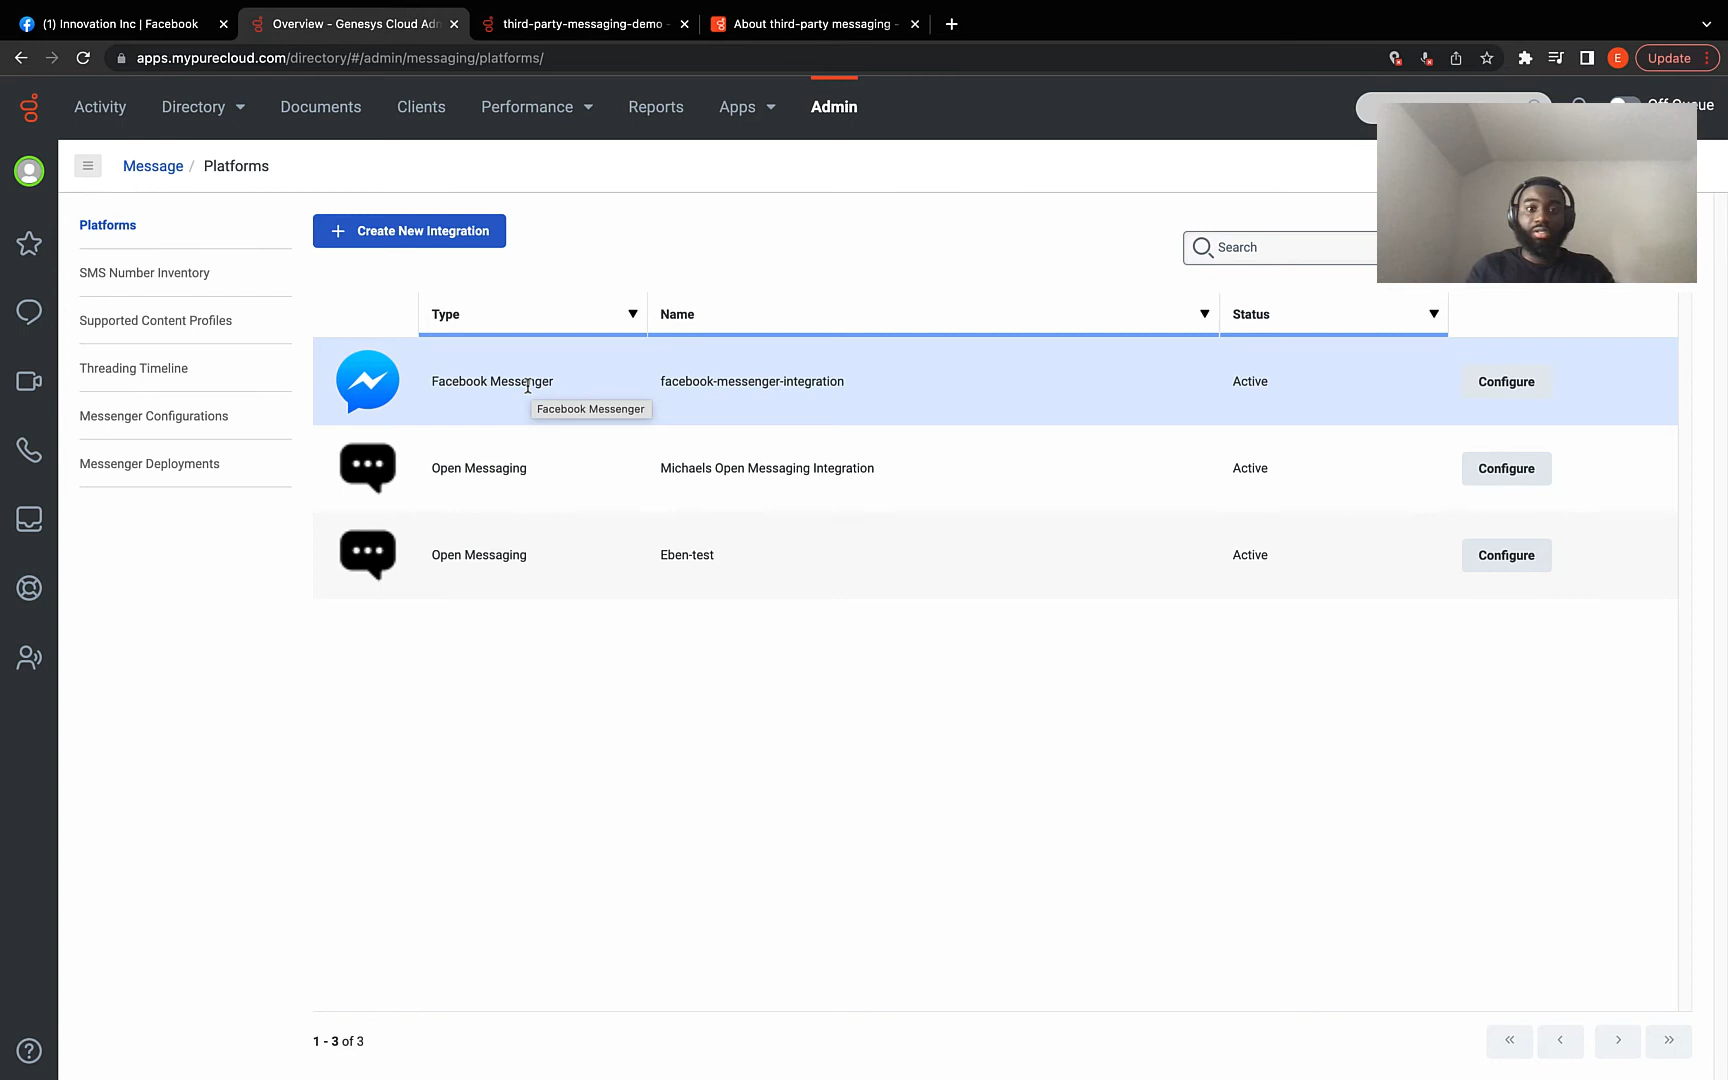 (1) Innovation Inc | Facebook
Overview - Genesys Cloud Adm
third-party-messaging-demo -
About third-party messaging -
apps.mypurecloud.com/directory/#/admin/messaging/platforms/
E
Update
Activity
Directory
Documents
Clients
Performance
Reports
Apps
Admin
Message / Platforms
Platforms
SMS Number Inventory
Supported Content Profiles
Threading Timeline
Messenger Configurations
Messenger Deployments
Create New Integration
Search
Type
Name
Status
Facebook Messenger
facebook-messenger-integration
Active
Configure
Facebook Messenger
Open Messaging
Michaels Open Messaging Integration
Active
Configure
Open Messaging
Eben-test
Active
Configure
1 - 3 of 3